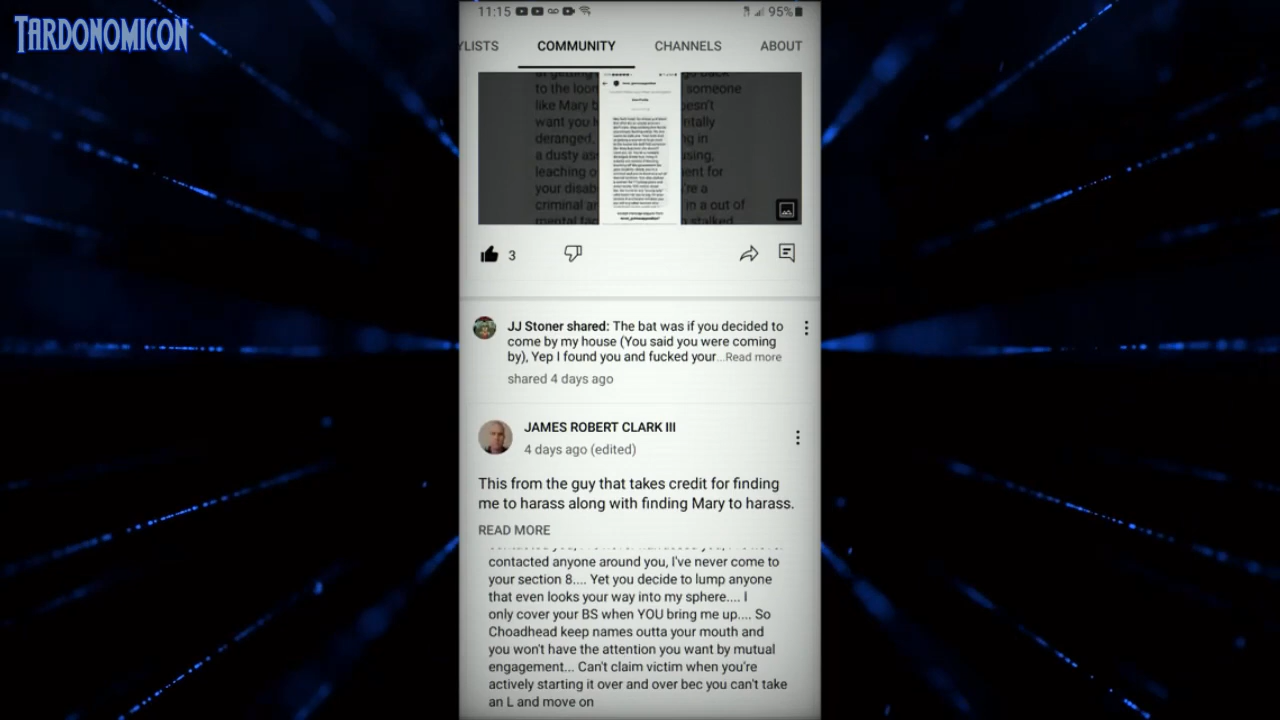 TARDONOMICON
11:15
95%
YLISTS COMMUNITY CHANNELS ABOUT
to the loor someone
like Mary b
want you l
deranged,
a dusty as
leaching o ent for
your disab 're a
criminal ar in a out of
mental fac stalked
3
JJ Stoner shared: The bat was if you decided to
come by my house (You said you were coming
by), Yep I found you and fucked your...Read more
shared 4 days ago
JAMES ROBERT CLARK III
4 days ago (edited)
This from the guy that takes credit for finding
me to harass along with finding Mary to harass.
READ MORE
contacted anyone around you, I've never come to
your section 8.... Yet you decide to lump anyone
that even looks your way into my sphere.... I
only cover your BS when YOU bring me up.... So
Choadhead keep names outta your mouth and
you won't have the attention you want by mutual
engagement... Can't claim victim when you're
actively starting it over and over bec you can't take
an L and move on